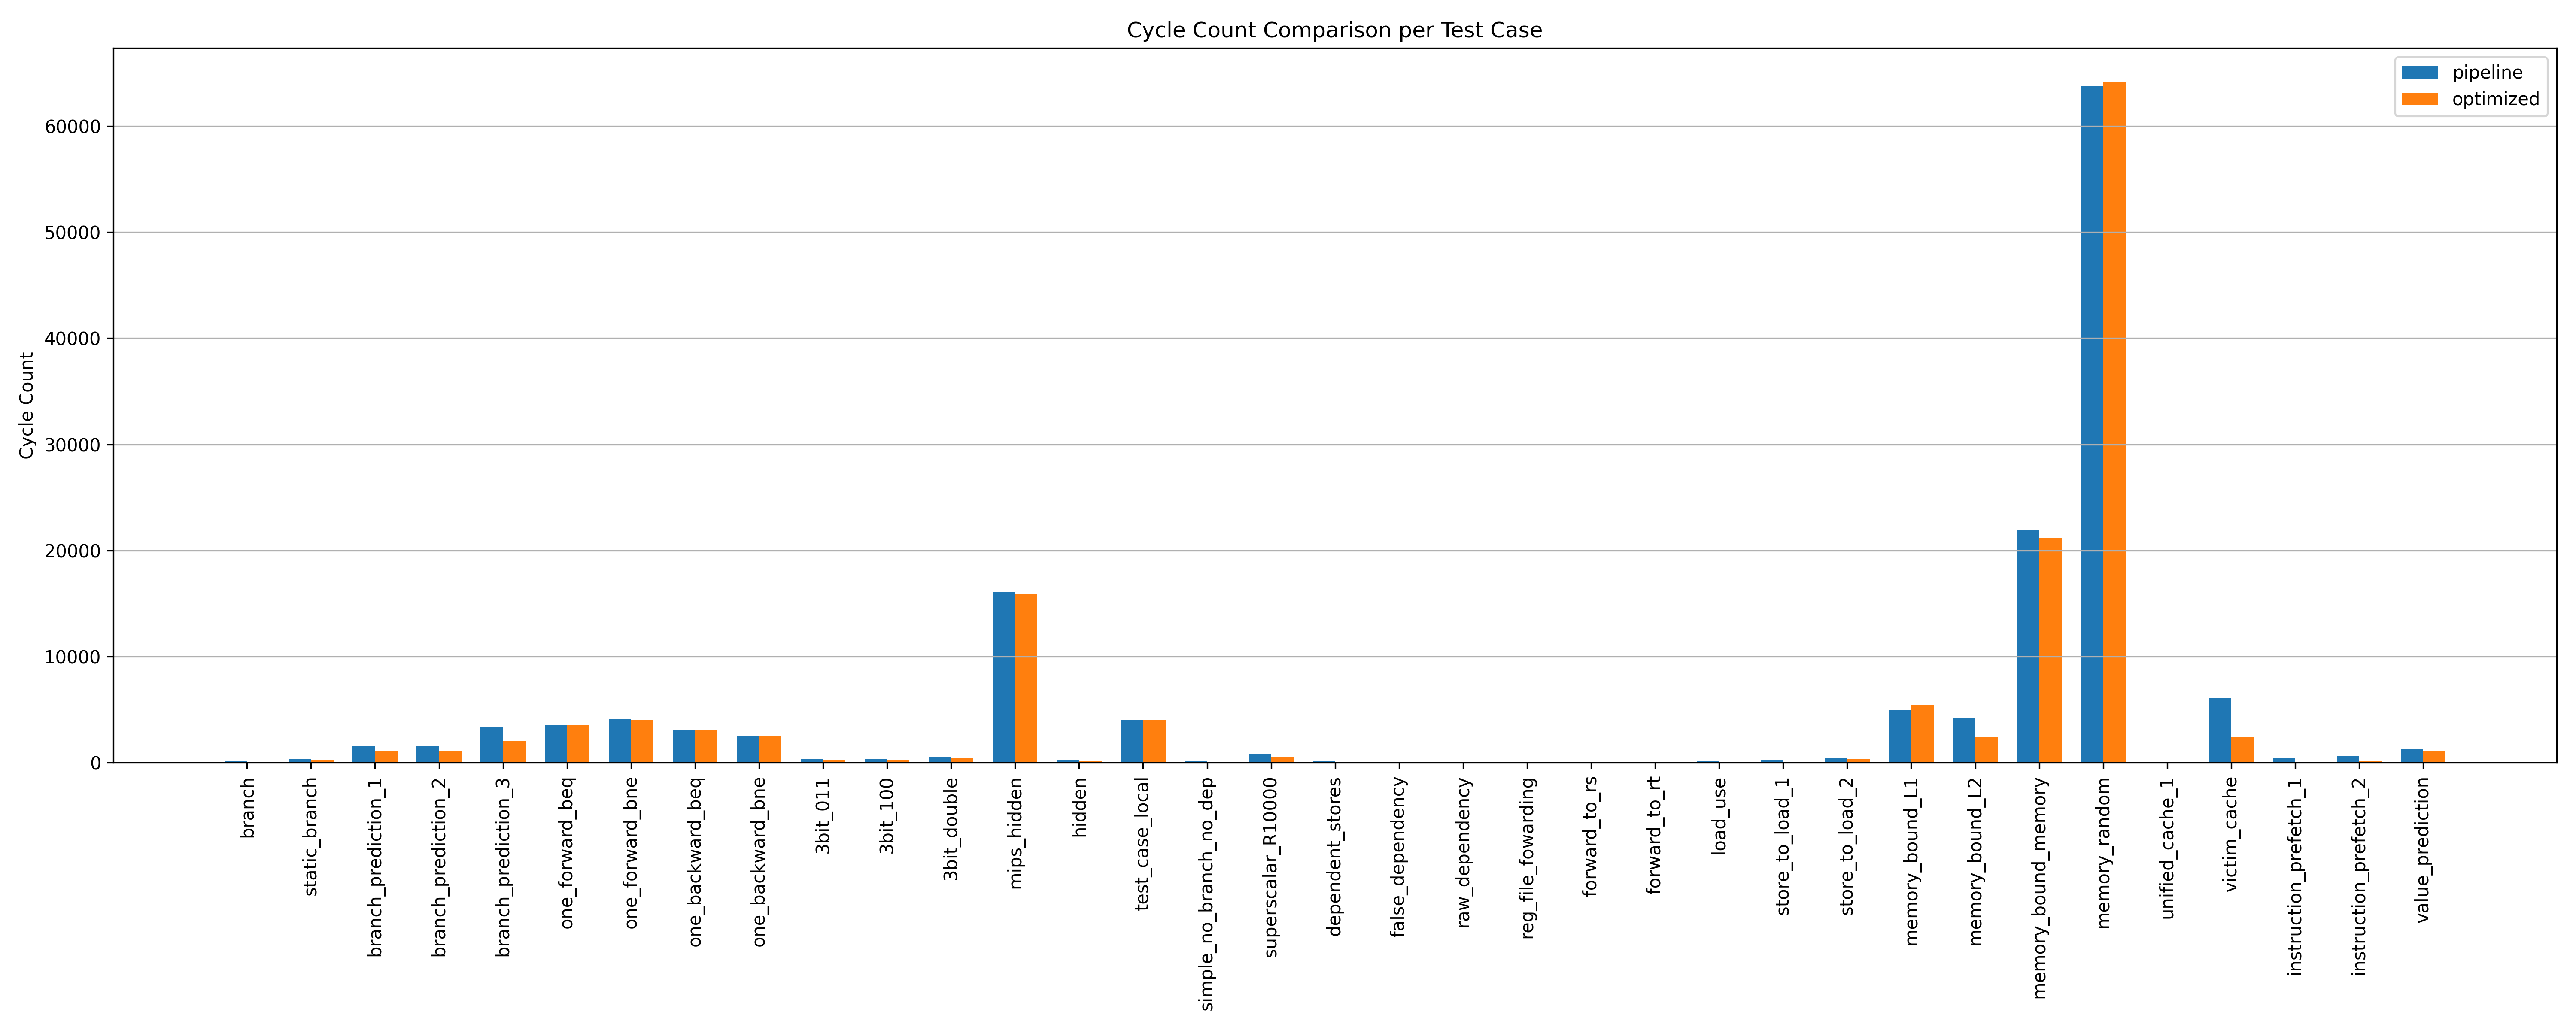 Cycle Count Comparison per Test Case
pipeline
optimized
Cycle Count
60000
50000
40000
30000
20000
10000
0
branch
static_branch
branch_prediction_1
branch_prediction_2
branch_prediction_3
one_forward_beq
one_forward_bne
one_backward_beq
one_backward_bne
3bit_011
3bit_100
3bit_double
mips_hidden
hidden
test_case_local
simple_no_branch_no_dep
superscalar_R10000
dependent_stores
false_dependency
raw_dependency
reg_file_fowarding
forward_to_rs
forward_to_rt
load_use
store_to_load_1
store_to_load_2
memory_bound_L1
memory_bound_L2
memory_bound_memory
memory_random
unified_cache_1
victim_cache
instruction_prefetch_1
instruction_prefetch_2
value_prediction